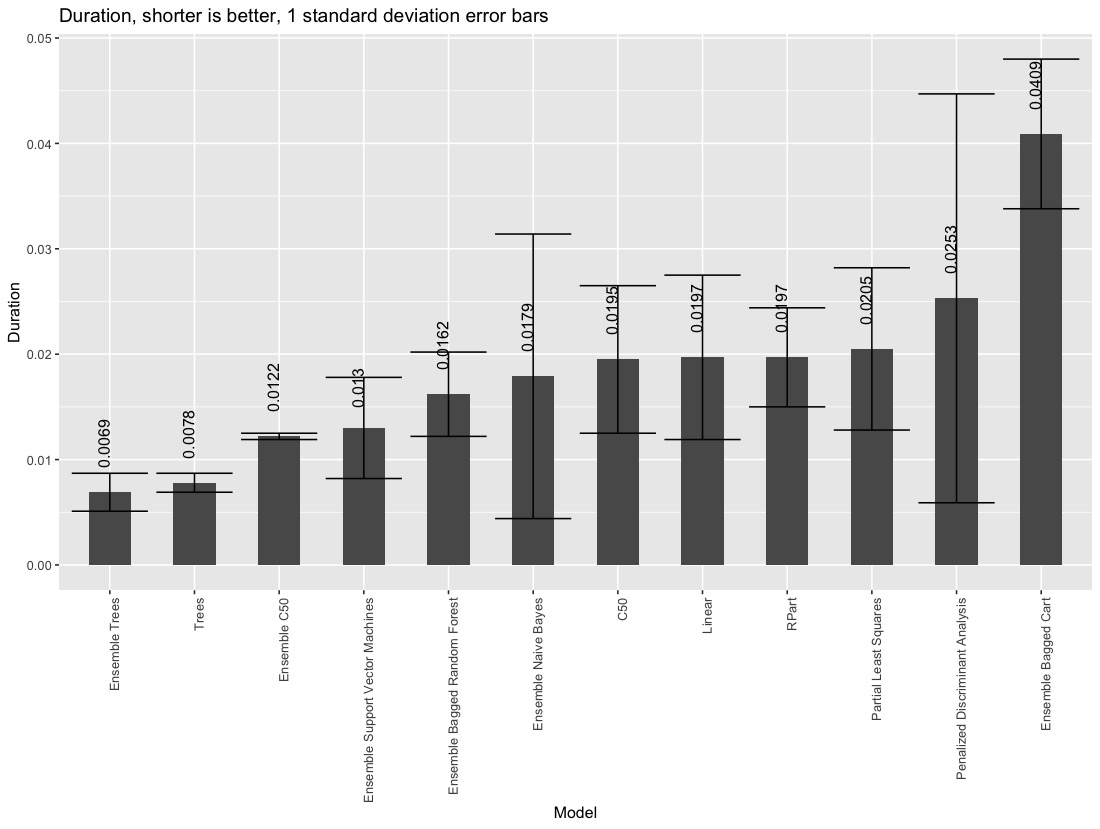 Duration, shorter is better, 1 standard deviation error bars
Duration
0.05
0.04
0.03
0.02
0.01
0.00
0.0069
0.0078
0.0122
0.013
0.0162
0.0179
0.0195
0.0197
0.0197
0.0205
0.0253
0.0409
Ensemble Trees
Trees
Ensemble C50
Ensemble Support Vector Machines
Ensemble Bagged Random Forest
Ensemble Naive Bayes
C50
Linear
RPart
Partial Least Squares
Penalized Discriminant Analysis
Ensemble Bagged Cart
Model